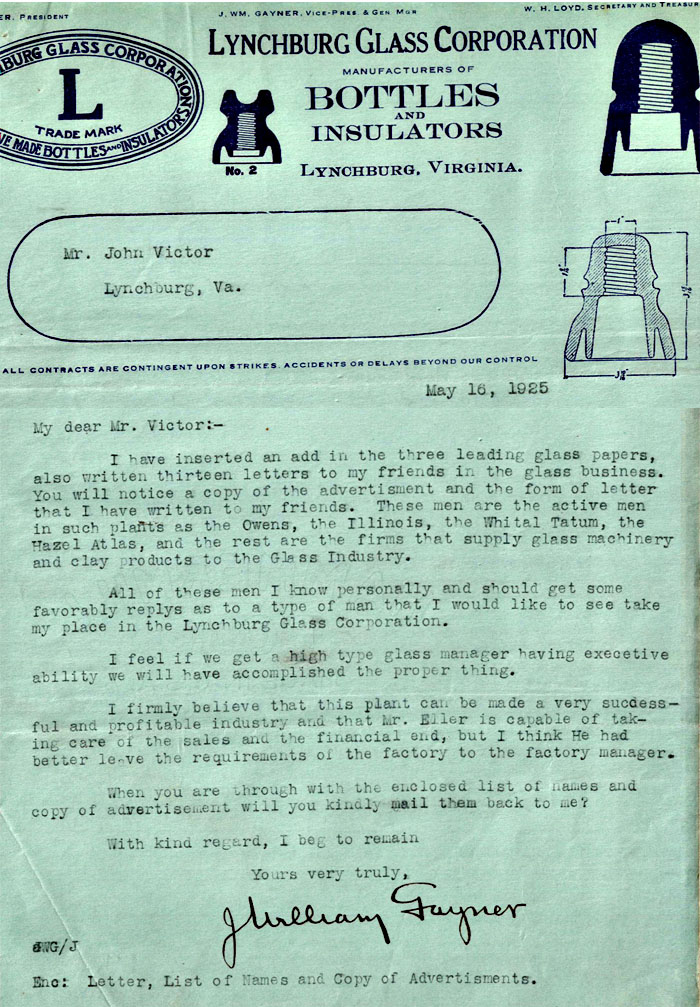 ER, PRESIDENT
J. WM. GAYNER, VICE-PRES. & GEN. MGR
W. H. LOYD, SECRETARY AND TREASUR
LYNCHBURG GLASS CORPORATION
MANUFACTURERS OF
BOTTLES
AND
INSULATORS
LYNCHBURG, VIRGINIA.
HBURG GLASS CORPORATION'S
L
TRADE MARK
NE MADE BOTTLES AND INSULATORS
No. 2
Mr. John Victor
Lynchburg, Va.
1"
ALL CONTRACTS ARE CONTINGENT UPON STRIKES. ACCIDENTS OR DELAYS BEYOND OUR CONTROL
May 16, 1925
My dear Mr. Victor:-
I have inserted an add in the three leading glass papers,
also written thirteen letters to my friends in the glass business.
You will notice a copy of the advertisment and the form of letter
that I have written to my friends. These men are the active men
in such plants as the Owens, the Illinois, the Whital Tatum, the
Hazel Atlas, and the rest are the firms that supply glass machinery
and clay products to the Glass Industry.
All of these men I know personally and should get some
favorably replys as to a type of man that I would like to see take
my place in the Lynchburg Glass Corporation.
I feel if we get a high type glass manager having execetive
ability we will have accomplished the proper thing.
I firmly believe that this plant can be made a very success-
ful and profitable industry and that Mr. Eller is capable of tak-
ing care of the sales and the financial end, but I think He had
better leave the requirements of the factory to the factory manager.
When you are through with the enclosed list of names and
copy of advertisement will you kindly mail them back to me?
With kind regard, I beg to remain
Yours very truly,
J William Gayner
JWG/J
Enc: Letter, List of Names and Copy of Advertisments.